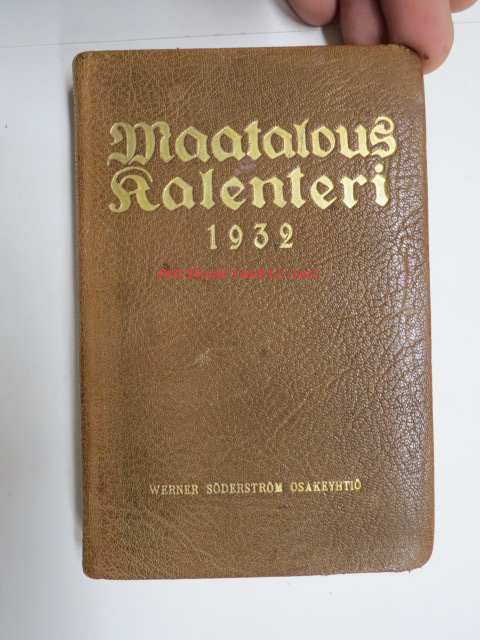 Maatalous
Kalenteri
1932
WERNER SÖDERSTRÖM OSAKEYHTIÖ